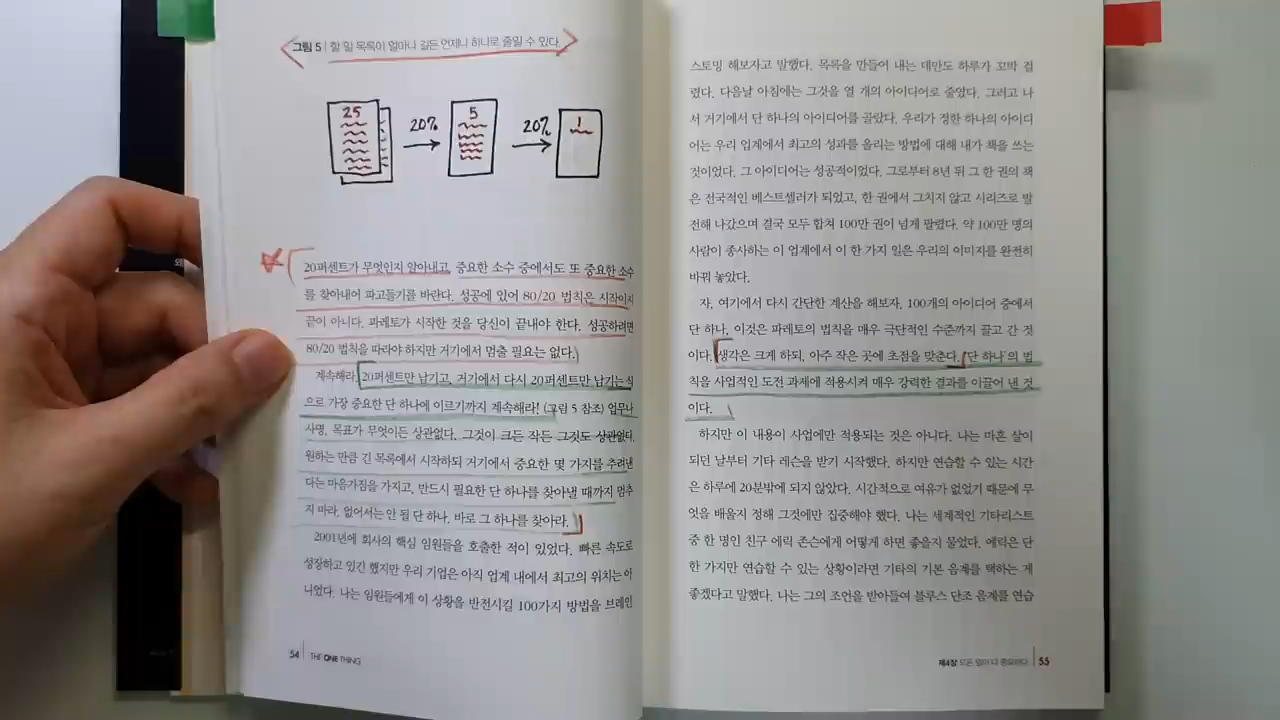 그림 5 | 할 일 목록이 얼마나 길든 언제나 하나로 줄일 수 있다.
25
20%
5
20%
1
20퍼센트가 무엇인지 알아내고, 중요한 소수 중에서도 또 중요한 소수
를 찾아내어 파고들기를 바란다. 성공에 있어 80/20 법칙은 시작이지
끝이 아니다. 파레토가 시작한 것을 당신이 끝내야 한다. 성공하려면
80/20 법칙을 따라야 하지만 거기에서 멈출 필요는 없다.
계속해라. 20퍼센트만 남기고, 거기에서 다시 20퍼센트만 남기는 식
으로 가장 중요한 단 하나에 이르기까지 계속해라! (그림 5 참조) 업무나
사명, 목표가 무엇이든 상관없다. 그것이 크든 작든 그것도 상관없다.
원하는 만큼 긴 목록에서 시작하되 거기에서 중요한 몇 가지를 추려낸
다는 마음가짐을 가지고, 반드시 필요한 단 하나를 찾아낼 때까지 멈추
지 마라. 없어서는 안 될 단 하나, 바로 그 하나를 찾아라.
2001년에 회사의 핵심 임원들을 호출한 적이 있었다. 빠른 속도로
성장하고 있긴 했지만 우리 기업은 아직 업계 내에서 최고의 위치는 아
니었다. 나는 임원들에게 이 상황을 반전시킬 100가지 방법을 브레인
54 | THE ONE THING
스토밍 해보자고 말했다. 목록을 만들어 내는 데만도 하루가 꼬박 걸
렸다. 다음날 아침에는 그것을 열 개의 아이디어로 줄였다. 그러고 나
서 거기에서 단 하나의 아이디어를 골랐다. 우리가 정한 하나의 아이디
어는 우리 업계에서 최고의 성과를 올리는 방법에 대해 내가 책을 쓰는
것이었다. 그 아이디어는 성공적이었다. 그로부터 8년 뒤 그 한 권의 책
은 전국적인 베스트셀러가 되었고, 한 권에서 그치지 않고 시리즈로 발
전해 나갔으며 결국 모두 합쳐 100만 권이 넘게 팔렸다. 약 100만 명의
사람이 종사하는 이 업계에서 이 한 가지 일은 우리의 이미지를 완전히
바꿔 놓았다.
자, 여기에서 다시 간단한 계산을 해보자. 100개의 아이디어 중에서
단 하나, 이것은 파레토의 법칙을 매우 극단적인 수준까지 끌고 간 것
이다. 생각은 크게 하되, 아주 작은 곳에 초점을 맞춘다. '단 하나'의 법
칙을 사업적인 도전 과제에 적용시켜 매우 강력한 결과를 이끌어 낸 것
이다.
하지만 이 내용이 사업에만 적용되는 것은 아니다. 나는 마흔 살이
되던 날부터 기타 레슨을 받기 시작했다. 하지만 연습할 수 있는 시간
은 하루에 20분밖에 되지 않았다. 시간적으로 여유가 없었기 때문에 무
엇을 배울지 정해 그것에만 집중해야 했다. 나는 세계적인 기타리스트
중 한 명인 친구 에릭 존슨에게 어떻게 하면 좋을지 물었다. 에릭은 단
한 가지만 연습할 수 있는 상황이라면 기타의 기본 음계를 택하는 게
좋겠다고 말했다. 나는 그의 조언을 받아들여 블루스 단조 음계를 연습
제4장 모든 일이 다 중요하다 | 55